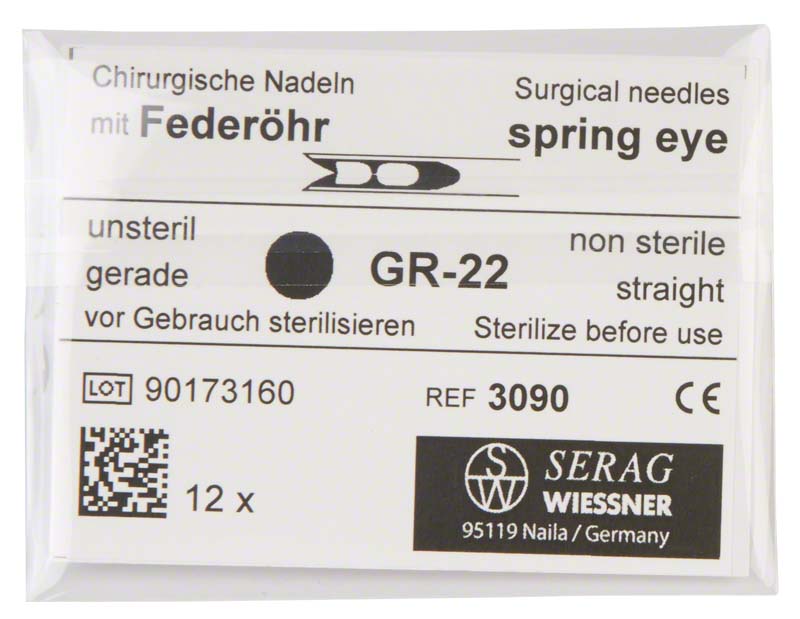 Chirurgische Nadeln
mit Federöhr
Surgical needles
spring eye
unsteril
gerade
vor Gebrauch sterilisieren
GR-22
non sterile
straight
Sterilize before use
LOT 90173160
REF 3090
CE
12 x
SW
SERAG
WIESSNER
95119 Naila / Germany